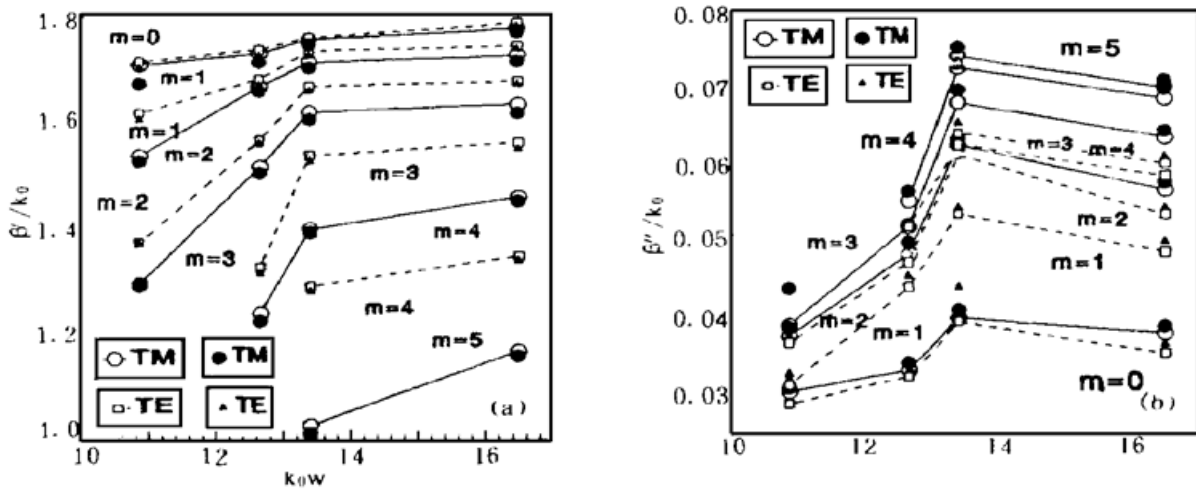 1.8
1.6
1.4
1.2
1.0
β′/k₀
m=0
m=1
m=1
m=2
m=2
m=3
m=3
m=4
m=4
m=5
TM
TM
TE
TE
(a)
10
12
14
16
k₀w
0.08
0.07
0.06
0.05
0.04
0.03
β″/k₀
TM
TM
TE
TE
m=5
m=4
m=3
m=4
m=2
m=3
m=1
m=2
m=1
m=0
(b)
10
12
14
16
k₀w